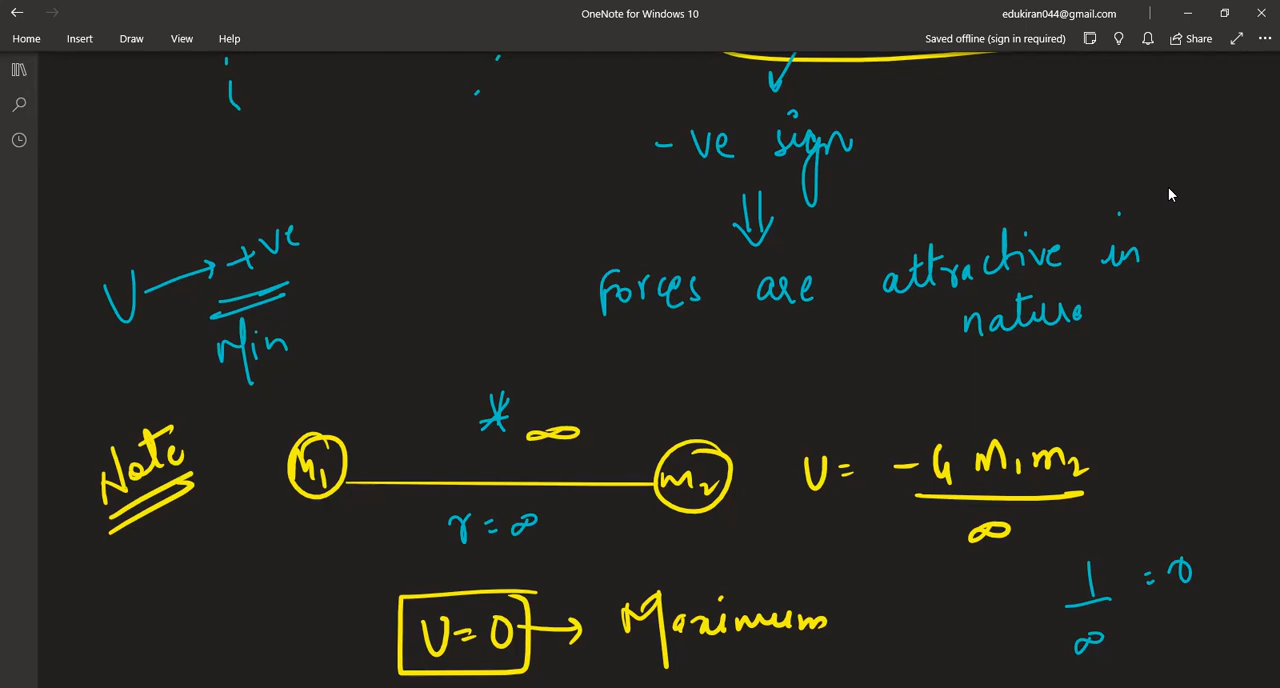 OneNote for Windows 10
edukiran044@gmail.com
Home Insert Draw View Help
Saved offline (sign in required)
Share
-ve sign
⇓
U → +ve
Min
Forces are attractive in
nature
Note
* ∞
m1 m2
r = ∞
U = -G M1 m2
∞
1 = 0
∞
U = 0 → Maximum